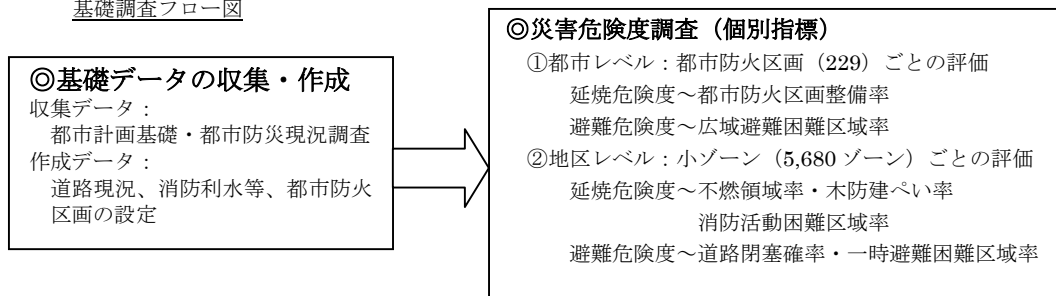 基礎調査フロー図
◎基礎データの収集・作成
収集データ：
都市計画基礎・都市防災現況調査
作成データ：
道路現況、消防利水等、都市防火
区画の設定
◎災害危険度調査（個別指標）
①都市レベル：都市防火区画（229）ごとの評価
延焼危険度～都市防火区画整備率
避難危険度～広域避難困難区域率
②地区レベル：小ゾーン（5,680 ゾーン）ごとの評価
延焼危険度～不燃領域率・木防建ぺい率
消防活動困難区域率
避難危険度～道路閉塞確率・一時避難困難区域率